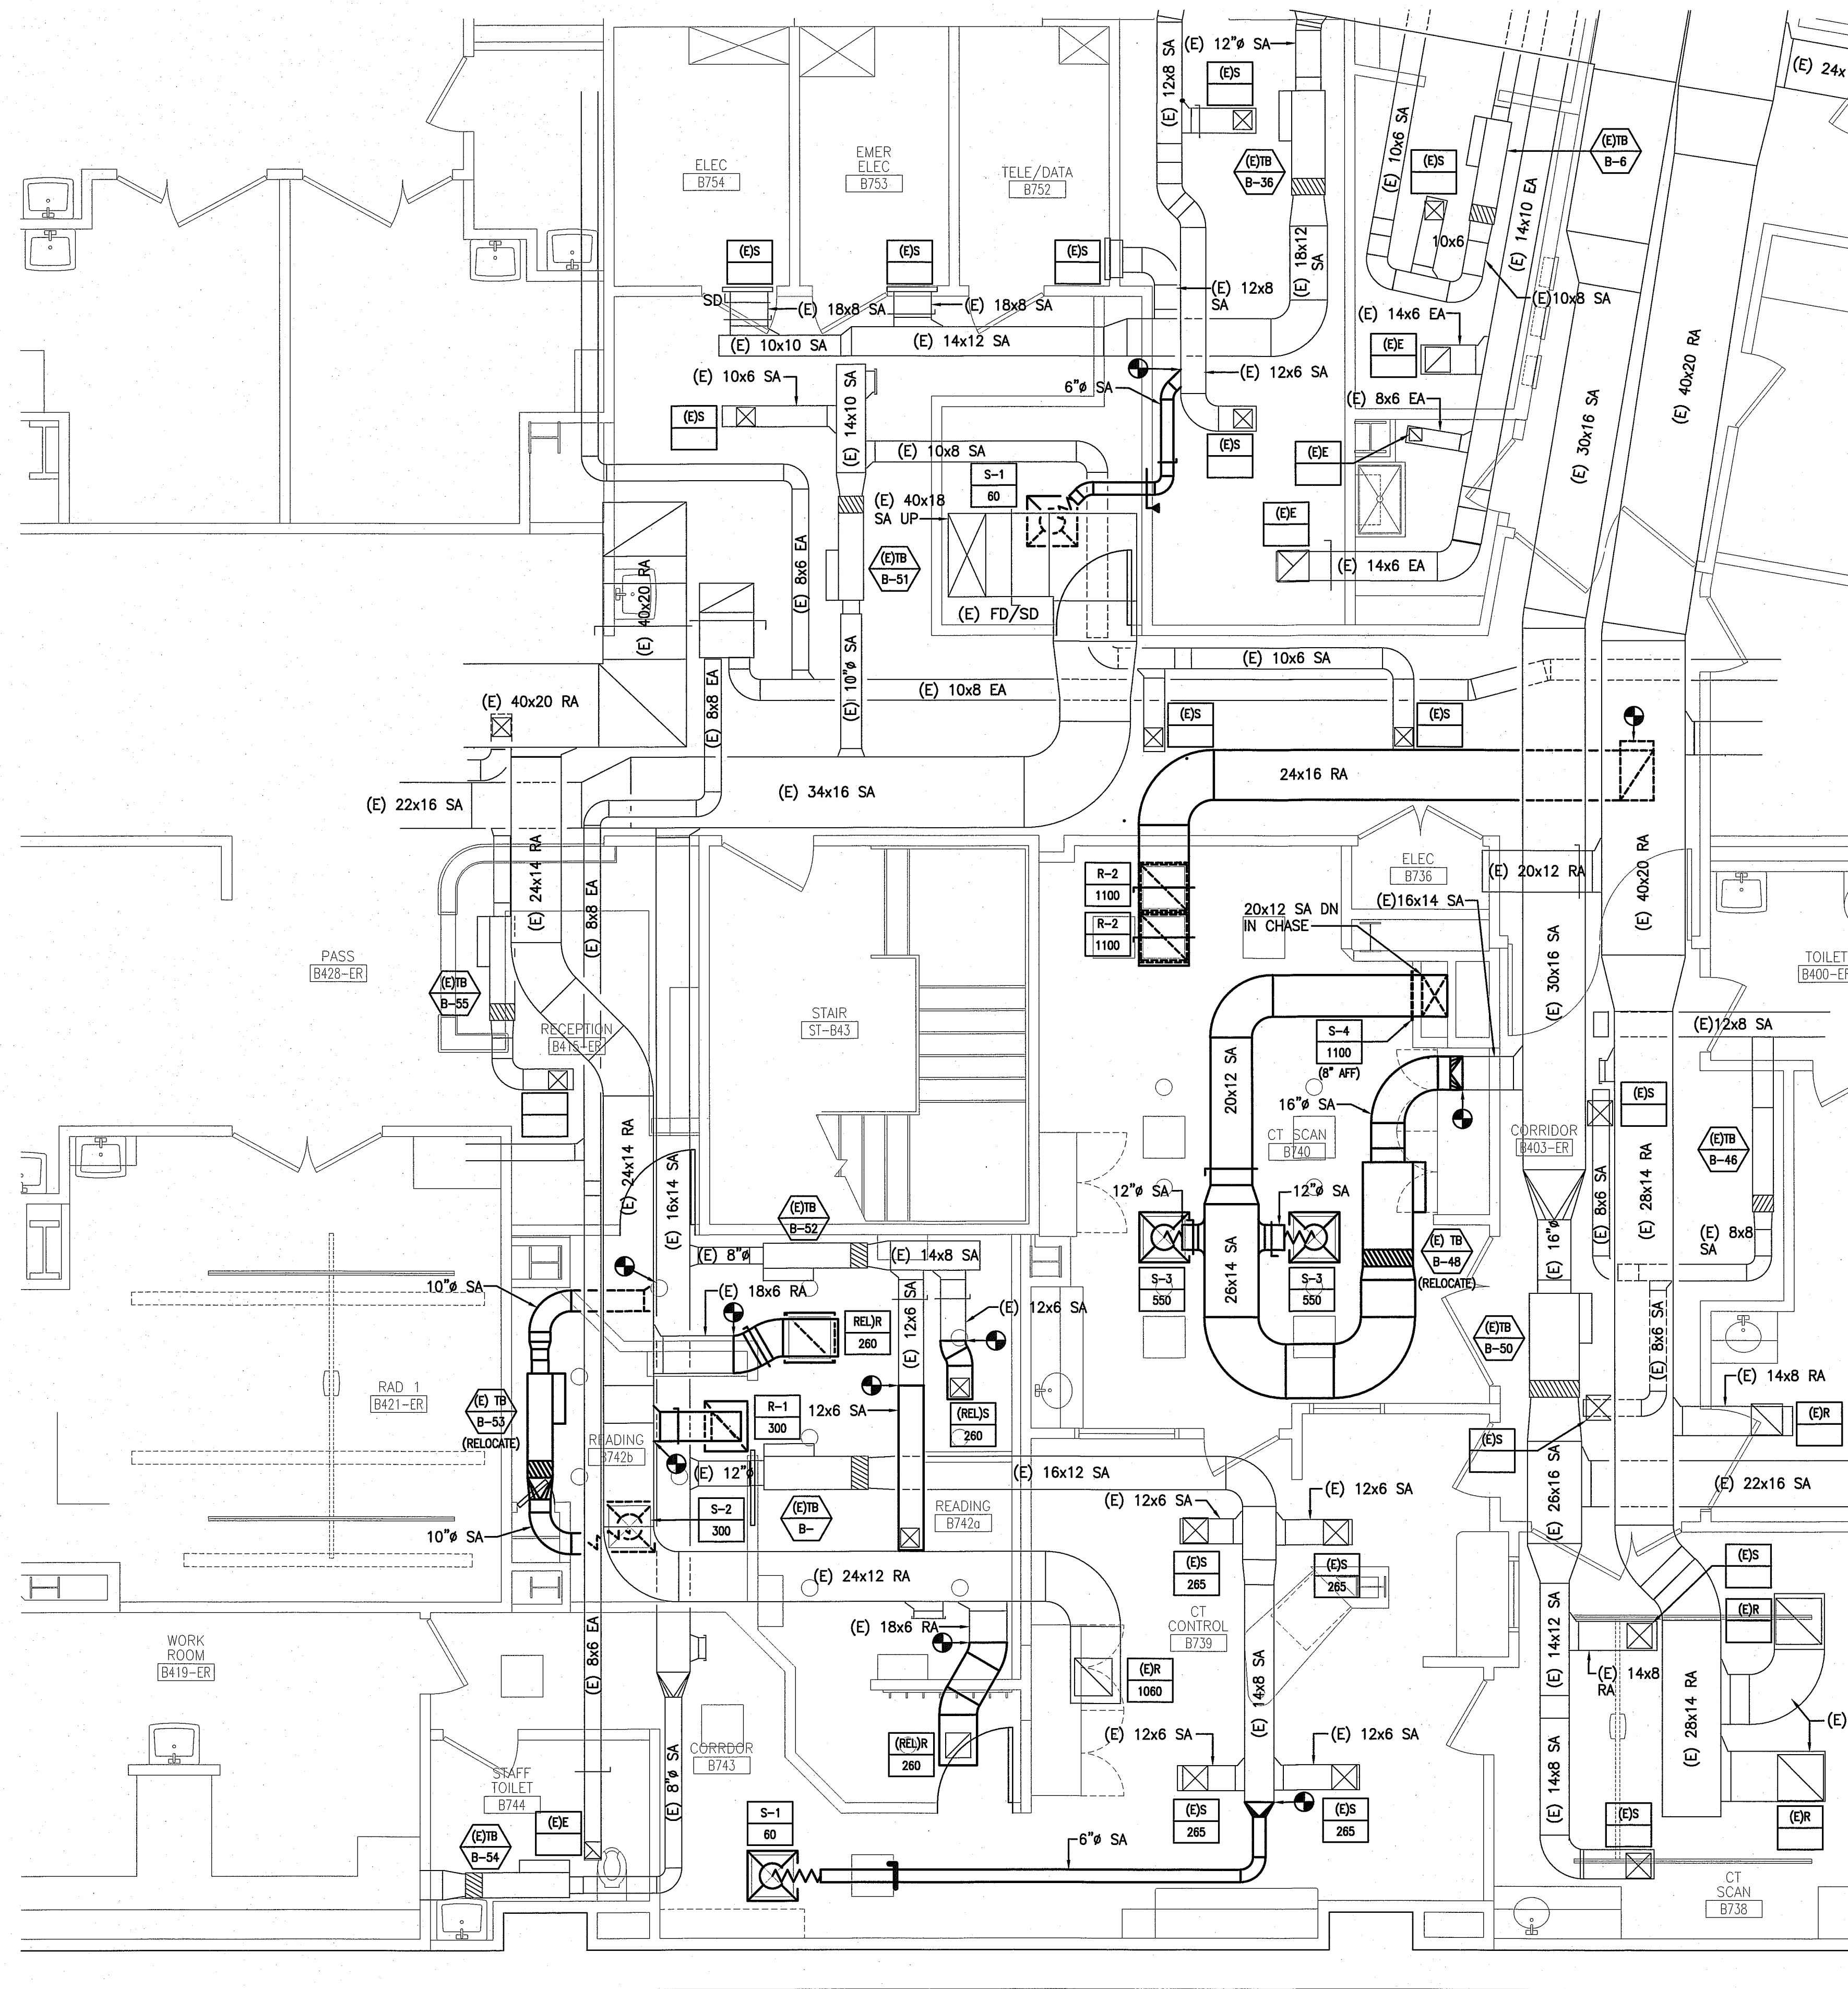 (E) 12x8 SA
(E) 12"ø SA
(E)S
(E)TB
B-36
(E) 10x6 SA
(E)S
10x6
(E) 14x10 EA
(E)TB
B-6
(E) 24x
ELEC
B754
EMER
ELEC
B753
TELE/DATA
B752
(E)S
(E)S
(E)S
SD
(E) 18x8 SA
(E) 18x8 SA
(E) 12x8
SA
(E) 18x12
SA
(E)10x8 SA
(E) 14x6 EA
(E)E
(E) 10x10 SA
(E) 14x12 SA
(E) 30x16 SA
(E) 40x20 RA
(E) 10x6 SA
(E)S
(E) 14x10 SA
6"ø SA
(E) 12x6 SA
(E) 8x6 EA
(E)S
(E)E
(E) 10x8 SA
S-1
60
(E) 40x18
SA UP
(E)E
(E)TB
B-51
(E) 8x6 EA
(E) 14x6 EA
(E) 40x20 RA
(E) FD/SD
(E) 10"ø SA
(E) 10x6 SA
(E) 10x8 EA
(E) 8x8 EA
(E) 40x20 RA
(E)S
(E)S
24x16 RA
(E) 22x16 SA
(E) 34x16 SA
(E) 24x14 RA
(E) 8x8 EA
R-2
1100
R-2
1100
ELEC
B736
(E) 20x12 RA
(E) 40x20 RA
(E)16x14 SA
20x12 SA DN
IN CHASE
PASS
B428-ER
(E)TB
B-55
RECEPTION
B415-ER
STAIR
ST-B43
S-4
1100
(8" AFF)
(E) 30x16 SA
TOILET
B400-ER
(E)12x8 SA
20x12 SA
16"ø SA
CT SCAN
B740
CORRIDOR
B403-ER
(E)S
(E)TB
B-46
(E) 24x14 RA
(E) 16x14 SA
(E) 8x6 SA
(E) 28x14 RA
(E)TB
B-52
12"ø SA
12"ø SA
(E) 8"ø
(E) 14x8 SA
26x14 SA
(E) TB
B-48
(RELOCATE)
(E) 16"ø
(E) 8x8
SA
S-3
550
S-3
550
10"ø SA
(E) 18x6 RA
REL)R
260
(E) 12x6 SA
(E) 12x6 SA
(E)TB
B-50
(E) 8x6 SA
RAD 1
B421-ER
(E) TB
B-53
(RELOCATE)
R-1
300
12x6 SA
(REL)S
260
(E) 14x8 RA
(E)R
READING
B742b
(E)S
(E) 12"ø
(E) 16x12 SA
(E) 26x16 SA
(E) 22x16 SA
10"ø SA
S-2
300
(E)TB
B-
READING
B742a
(E) 12x6 SA
(E) 12x6 SA
(E)S
265
(E)S
265
(E)S
(E) 24x12 RA
(E)R
(E) 18x6 RA
CT
CONTROL
B739
(E) 14x12 SA
(E) 14x8
RA
WORK
ROOM
B419-ER
(E) 8x6 EA
(E)R
1060
(E) 14x8 SA
(E) 28x14 RA
(E)
(REL)R
260
(E) 12x6 SA
(E) 12x6 SA
CORRDOR
B743
STAFF
TOILET
B744
(E) 8"ø SA
(E) 14x8 SA
(E)TB
B-54
(E)E
S-1
60
(E)S
265
(E)S
265
(E)S
(E)R
6"ø SA
CT
SCAN
B738